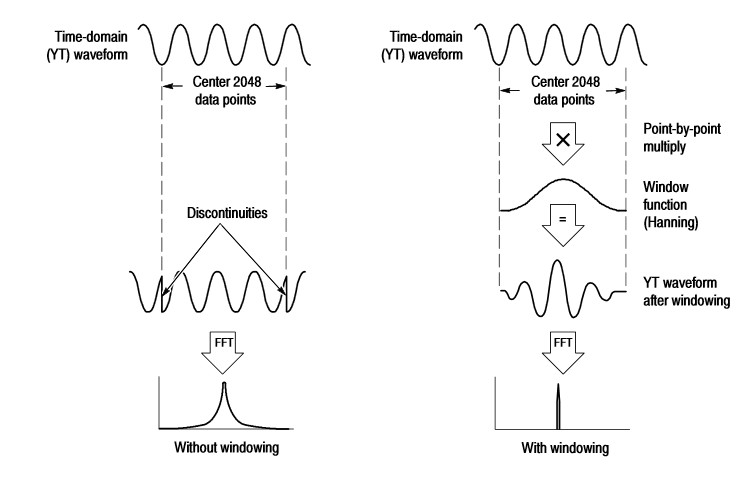 Time-domain
(YT) waveform
Center 2048
data points
Discontinuities
FFT
Without windowing
Time-domain
(YT) waveform
Center 2048
data points
×
Point-by-point
multiply
Window
function
(Hanning)
=
YT waveform
after windowing
FFT
With windowing